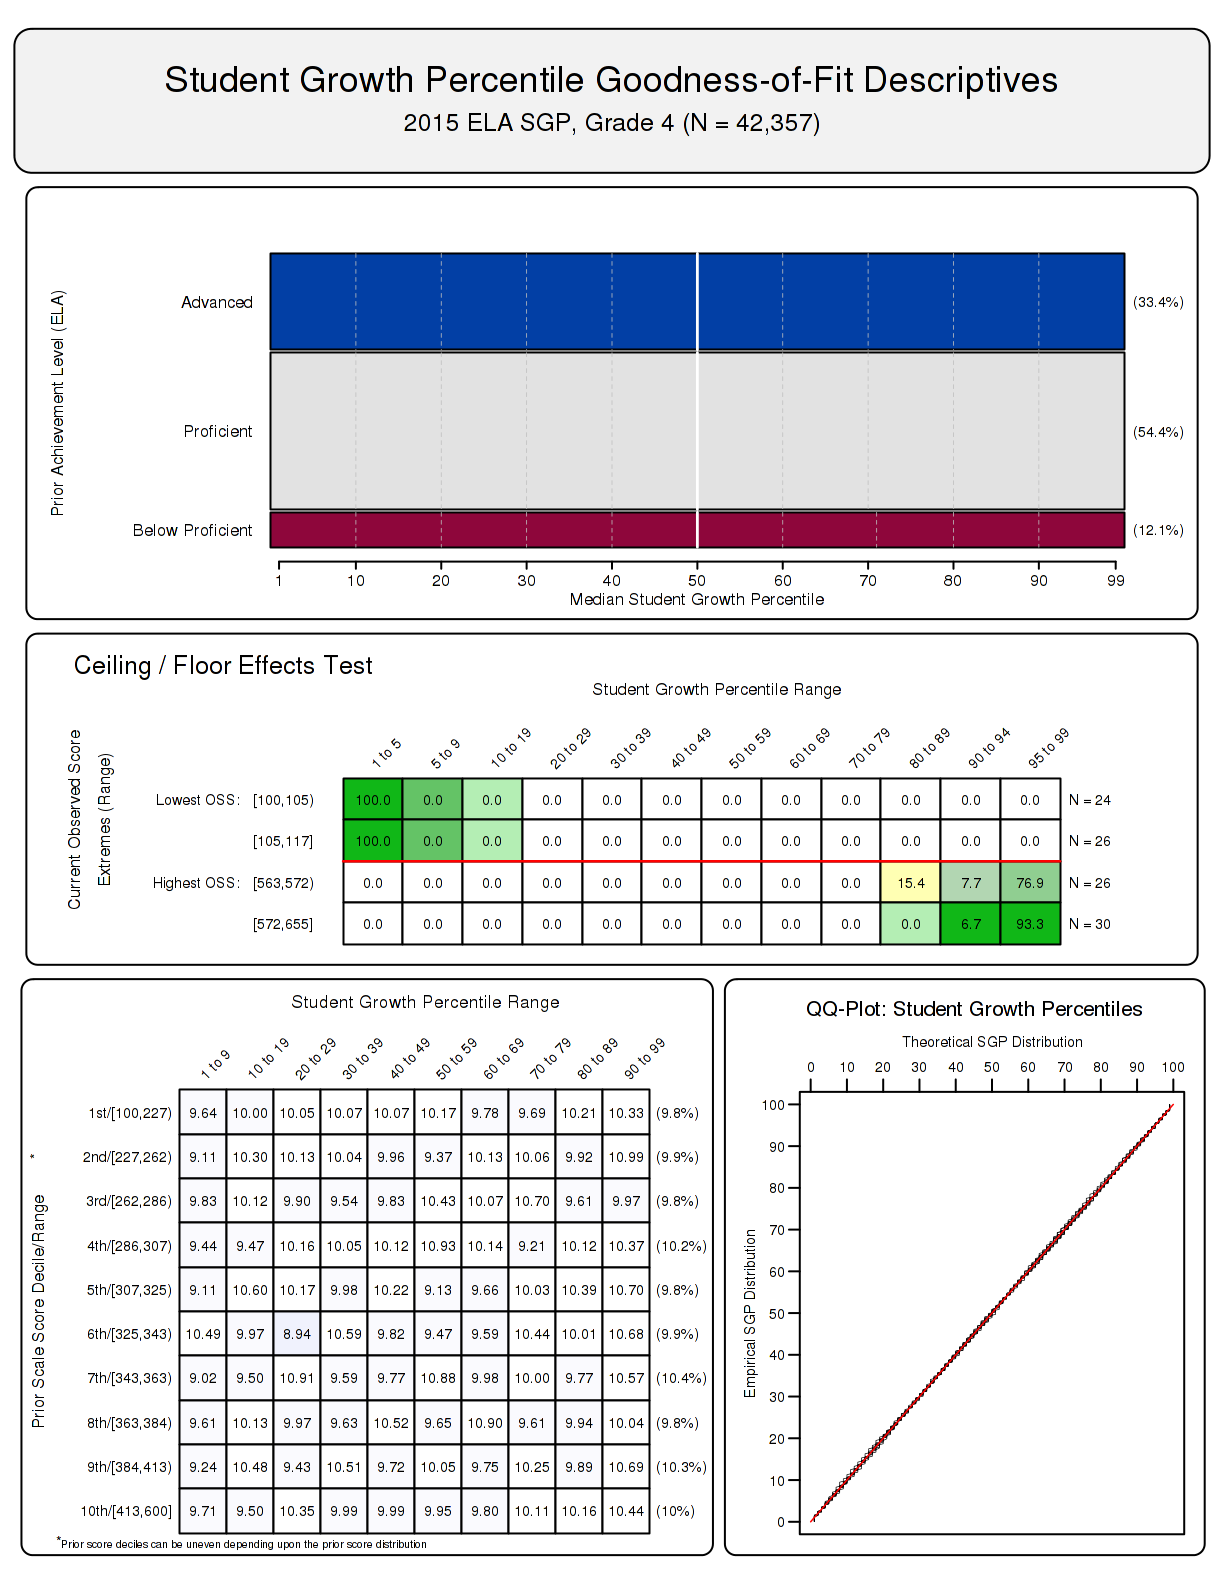 Student Growth Percentile Goodness-of-Fit Descriptives
2015 ELA SGP, Grade 4 (N = 42,357)
Prior Achievement Level (ELA)
Advanced (33.4%)
Proficient (54.4%)
Below Proficient (12.1%)
1 10 20 30 40 50 60 70 80 90 99
Median Student Growth Percentile
Ceiling / Floor Effects Test
Student Growth Percentile Range
Current Observed Score
Extremes (Range)
1 to 5 5 to 9 10 to 19 20 to 29 30 to 39 40 to 49 50 to 59 60 to 69 70 to 79 80 to 89 90 to 94 95 to 99
Lowest OSS: [100,105) 100.0 0.0 0.0 0.0 0.0 0.0 0.0 0.0 0.0 0.0 0.0 0.0 N = 24
[105,117] 100.0 0.0 0.0 0.0 0.0 0.0 0.0 0.0 0.0 0.0 0.0 0.0 N = 26
Highest OSS: [563,572) 0.0 0.0 0.0 0.0 0.0 0.0 0.0 0.0 0.0 15.4 7.7 76.9 N = 26
[572,655] 0.0 0.0 0.0 0.0 0.0 0.0 0.0 0.0 0.0 0.0 6.7 93.3 N = 30
Student Growth Percentile Range
Prior Scale Score Decile/Range *
1 to 9 10 to 19 20 to 29 30 to 39 40 to 49 50 to 59 60 to 69 70 to 79 80 to 89 90 to 99
1st/[100,227) 9.64 10.00 10.05 10.07 10.07 10.17 9.78 9.69 10.21 10.33 (9.8%)
2nd/[227,262) 9.11 10.30 10.13 10.04 9.96 9.37 10.13 10.06 9.92 10.99 (9.9%)
3rd/[262,286) 9.83 10.12 9.90 9.54 9.83 10.43 10.07 10.70 9.61 9.97 (9.8%)
4th/[286,307) 9.44 9.47 10.16 10.05 10.12 10.93 10.14 9.21 10.12 10.37 (10.2%)
5th/[307,325) 9.11 10.60 10.17 9.98 10.22 9.13 9.66 10.03 10.39 10.70 (9.8%)
6th/[325,343) 10.49 9.97 8.94 10.59 9.82 9.47 9.59 10.44 10.01 10.68 (9.9%)
7th/[343,363) 9.02 9.50 10.91 9.59 9.77 10.88 9.98 10.00 9.77 10.57 (10.4%)
8th/[363,384) 9.61 10.13 9.97 9.63 10.52 9.65 10.90 9.61 9.94 10.04 (9.8%)
9th/[384,413) 9.24 10.48 9.43 10.51 9.72 10.05 9.75 10.25 9.89 10.69 (10.3%)
10th/[413,600] 9.71 9.50 10.35 9.99 9.99 9.95 9.80 10.11 10.16 10.44 (10%)
*Prior score deciles can be uneven depending upon the prior score distribution
QQ-Plot: Student Growth Percentiles
Theoretical SGP Distribution
0 10 20 30 40 50 60 70 80 90 100
Empirical SGP Distribution
100
90
80
70
60
50
40
30
20
10
0